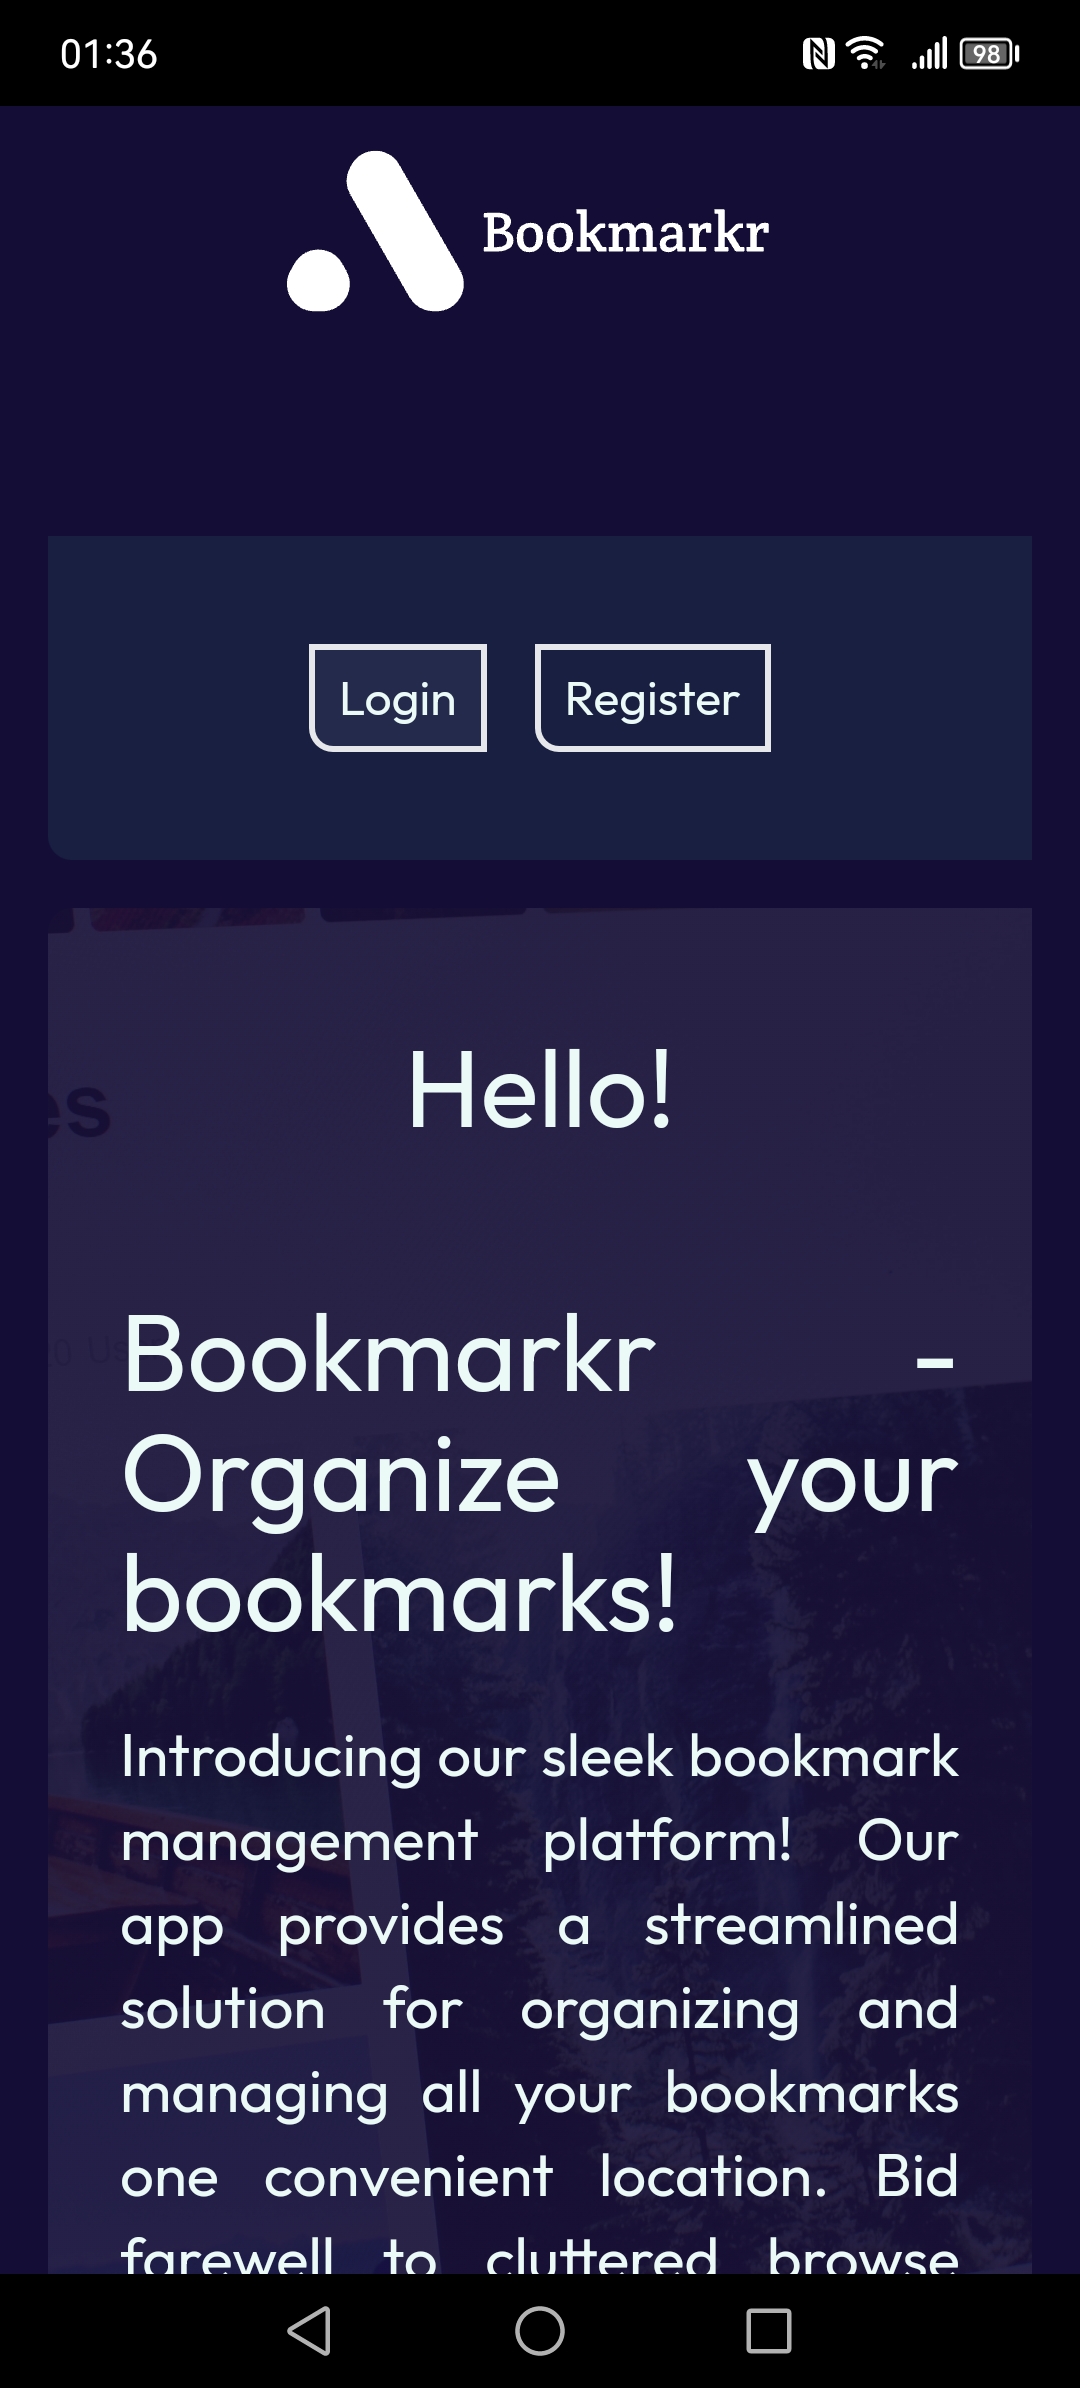 01:36
98
Bookmarkr
Login
Register
es
Hello!
Bookmarkr -
Organize your
bookmarks!
Introducing our sleek bookmark
management platform! Our
app provides a streamlined
solution for organizing and
managing all your bookmarks
one convenient location. Bid
farewell to cluttered browse